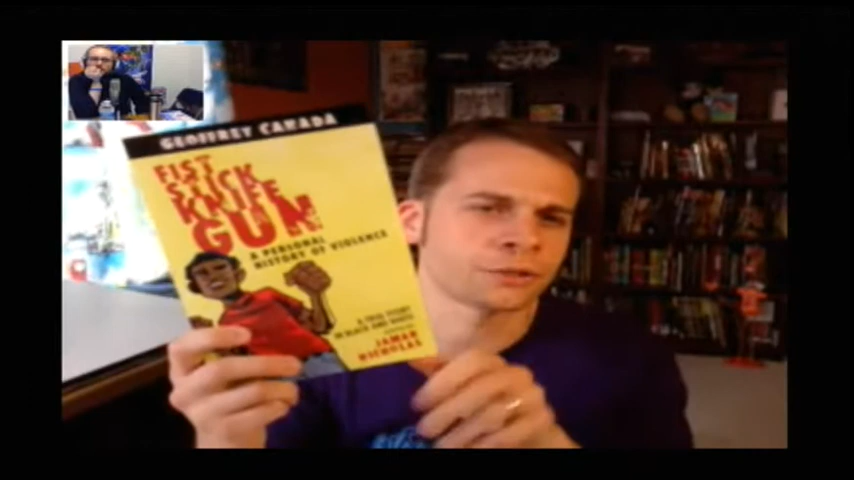 GEOFFREY CANADA
FIST
STICK
KNIFE
GUN
A PERSONAL
HISTORY OF VIOLENCE
A TRUE STORY
IN BLACK AND WHITE
JAMAR
NICHOLAS